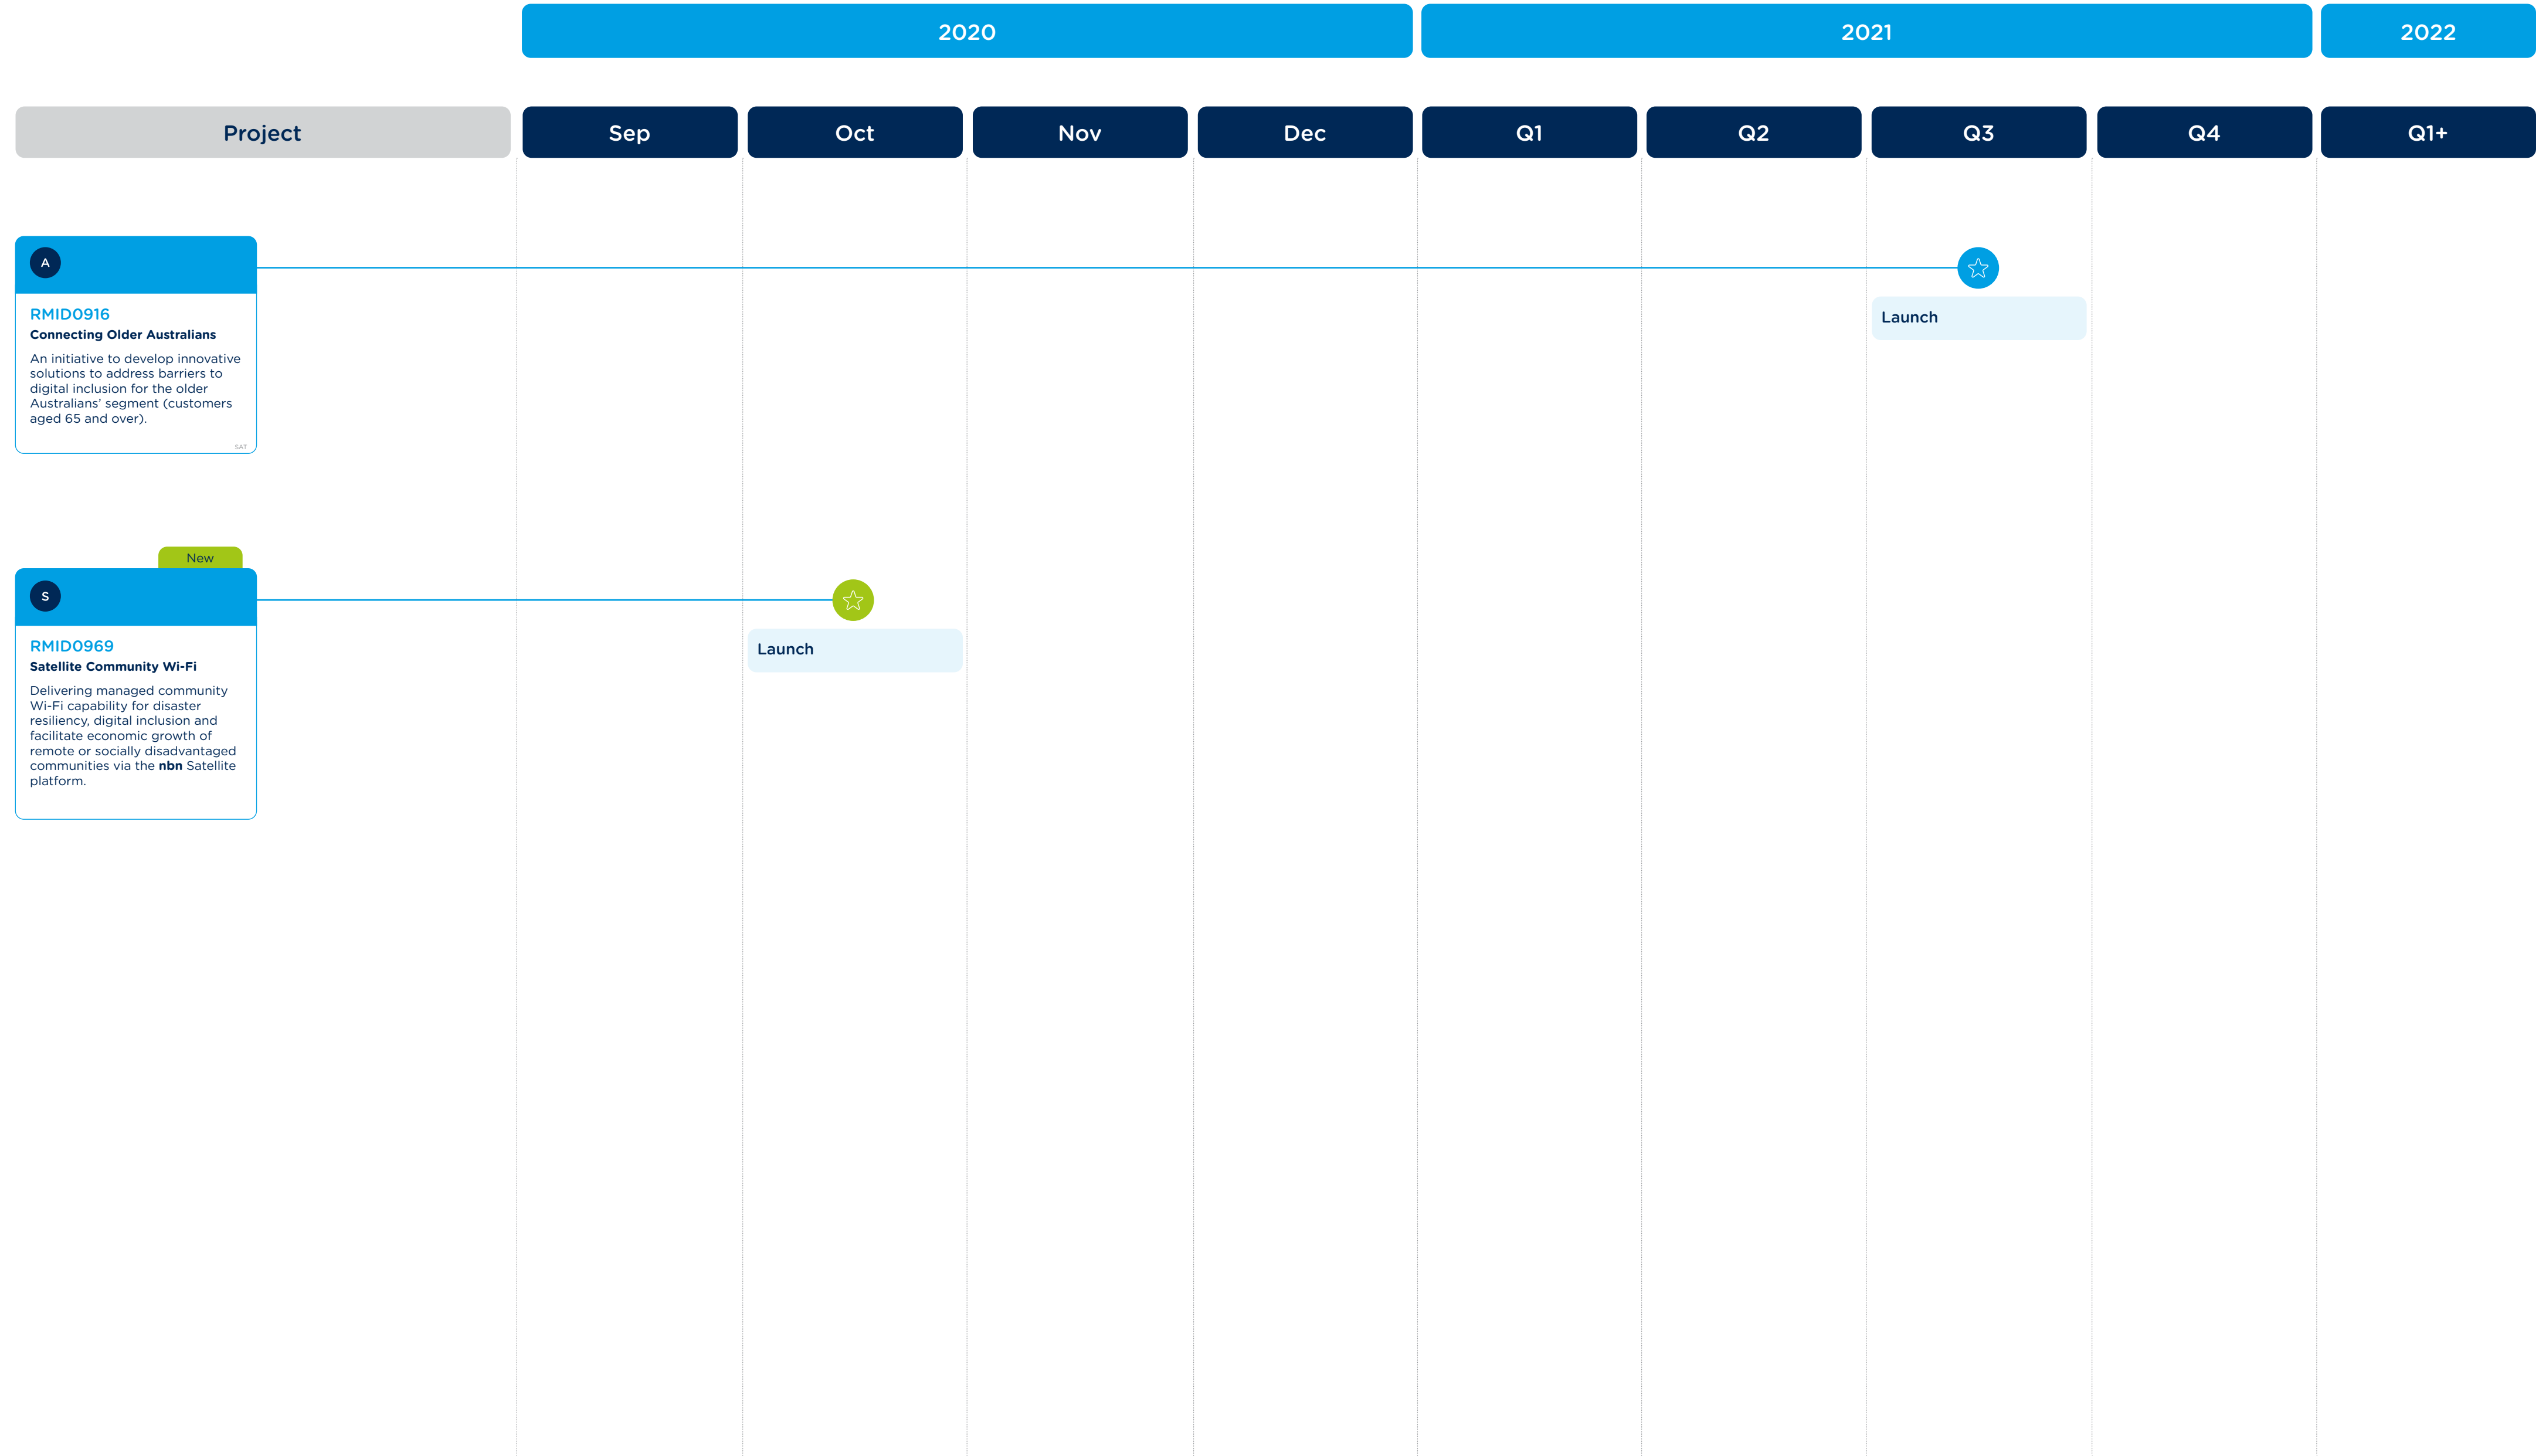 2020
2021
2022
Project
Sep
Oct
Nov
Dec
Q1
Q2
Q3
Q4
Q1+
A
RMID0916
Connecting Older Australians
An initiative to develop innovative
solutions to address barriers to
digital inclusion for the older
Australians’ segment (customers
aged 65 and over).
SAT
Launch
New
S
RMID0969
Satellite Community Wi-Fi
Delivering managed community
Wi-Fi capability for disaster
resiliency, digital inclusion and
facilitate economic growth of
remote or socially disadvantaged
communities via the nbn Satellite
platform.
Launch